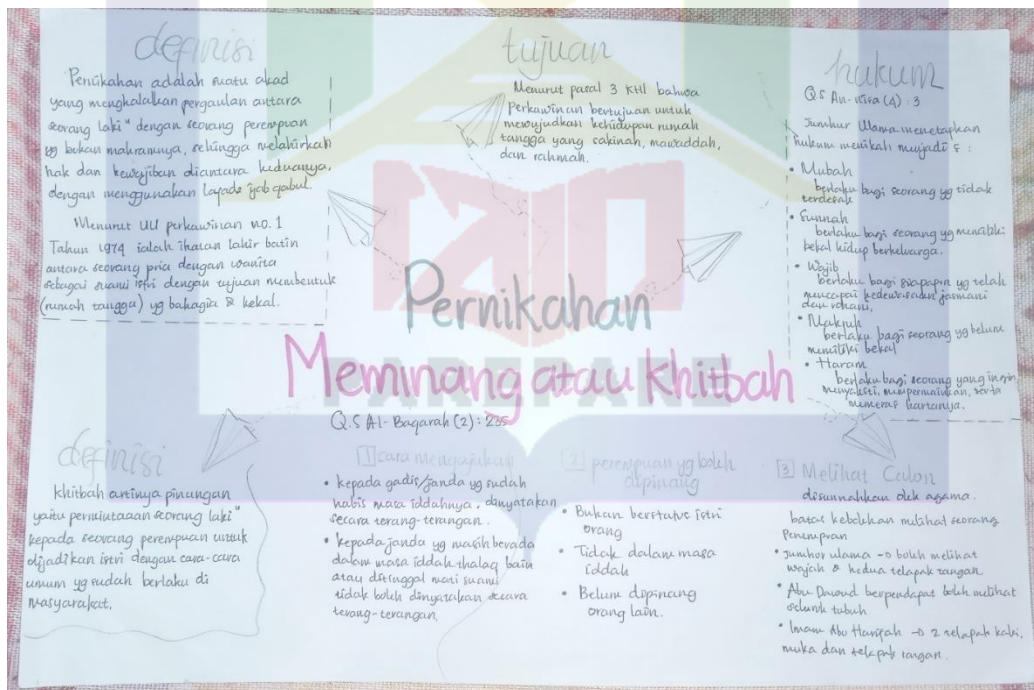 definisi
Pernikahan adalah suatu akad
yang menghalalkan pergaulan antara
seorang laki" dengan seorang perempuan
yg bukan mahramnya, sehingga melahirkan
hak dan kewajiban diantara keduanya,
dengan menggunakan lapadz ijab qabul.
Menurut UU perkawinan no. 1
Tahun 1974 ialah ikatan lahir batin
antara seorang pria dengan wanita
sebagai suami istri dengan tujuan membentuk
(rumah tangga) yg bahagia & kekal.
tujuan
Menurut pasal 3 KHI bahwa
perkawinan bertujuan untuk
mewujudkan kehidupan rumah
tangga yang sakinah, mawaddah,
dan rahmah.
hukum
Q.S An-nisa (4) : 3
Jumhur Ulama menetapkan
hukum menikah menjadi 5 :
• Mubah
berlaku bagi seorang yg tidak
terdesak
• Sunnah
berlaku bagi seorang yg memiliki
bekal hidup berkeluarga.
• Wajib
berlaku bagi siapapun yg telah
mencapai kedewasaan jasmani
dan rohani.
• Makruh
berlaku bagi seorang yg belum
memiliki bekal
• Haram
berlaku bagi seorang yang ingin
menyakiti, mempermainkan, serta
memeras hartanya.
Pernikahan
Meminang atau khitbah
PAREPARE
Q.S Al-Baqarah (2) : 235
definisi
Khitbah artinya pinangan
yaitu permintaaan seorang laki"
kepada seorang perempuan untuk
dijadikan istri dengan cara-cara
umum yg sudah berlaku di
masyarakat.
1 cara mengajukan
• kepada gadis/janda yg sudah
habis masa iddahnya, dinyatakan
secara terang-terangan.
• kepada janda yg masih berada
dalam masa iddah thalaq bain
atau ditinggal mati suami
tidak boleh dinyatakan secara
terang-terangan.
2 perempuan yg boleh
dipinang
• Bukan berstatus istri
orang
• Tidak dalam masa
iddah
• Belum dipinang
orang lain.
3 Melihat Calon
disunnahkan oleh agama.
batas kebolehan melihat seorang
Perempuan
• jumhor ulama → boleh melihat
wajah & kedua telapak tangan
• Abu Dawud berpendapat boleh melihat
seluruh tubuh
• Imam Abu Hanifah → 2 telapak kaki,
muka dan telapak tangan.